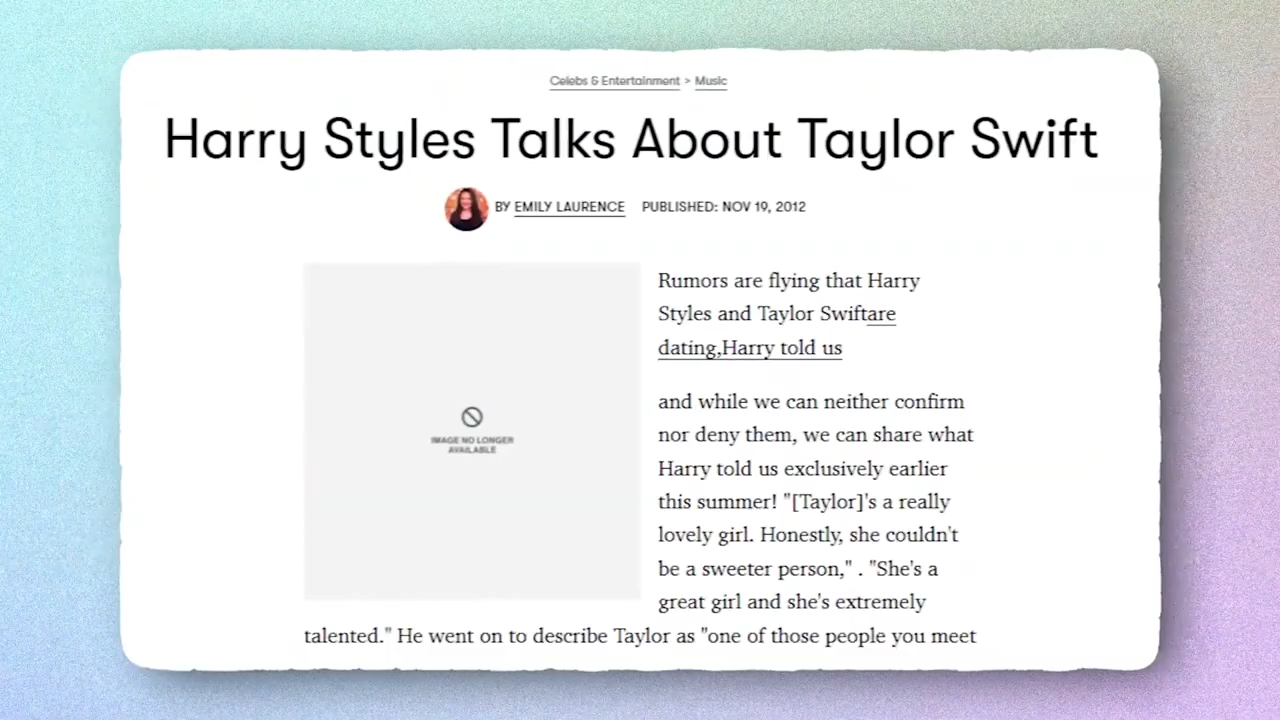 Celebs & Entertainment > Music
Harry Styles Talks About Taylor Swift
BY EMILY LAURENCE PUBLISHED: NOV 19, 2012
Rumors are flying that Harry
Styles and Taylor Swiftare
dating,Harry told us
and while we can neither confirm
nor deny them, we can share what
Harry told us exclusively earlier
this summer! "[Taylor]'s a really
lovely girl. Honestly, she couldn't
be a sweeter person," . "She's a
great girl and she's extremely
talented." He went on to describe Taylor as "one of those people you meet
IMAGE NO LONGER
AVAILABLE